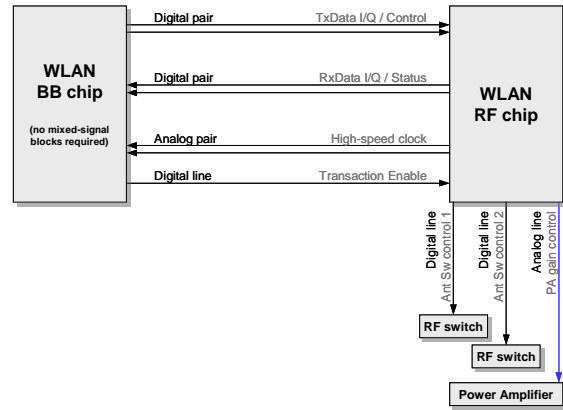 Digital pair TxData I/Q / Control
WLAN
BB chip
(no mixed-signal
blocks required)
Digital pair RxData I/Q / Status
WLAN
RF chip
Analog pair High-speed clock
Digital line Transaction Enable
Digital line
Ant Sw control 1
Digital line
Ant Sw control 2
Analog line
PA gain control
RF switch
RF switch
Power Amplifier